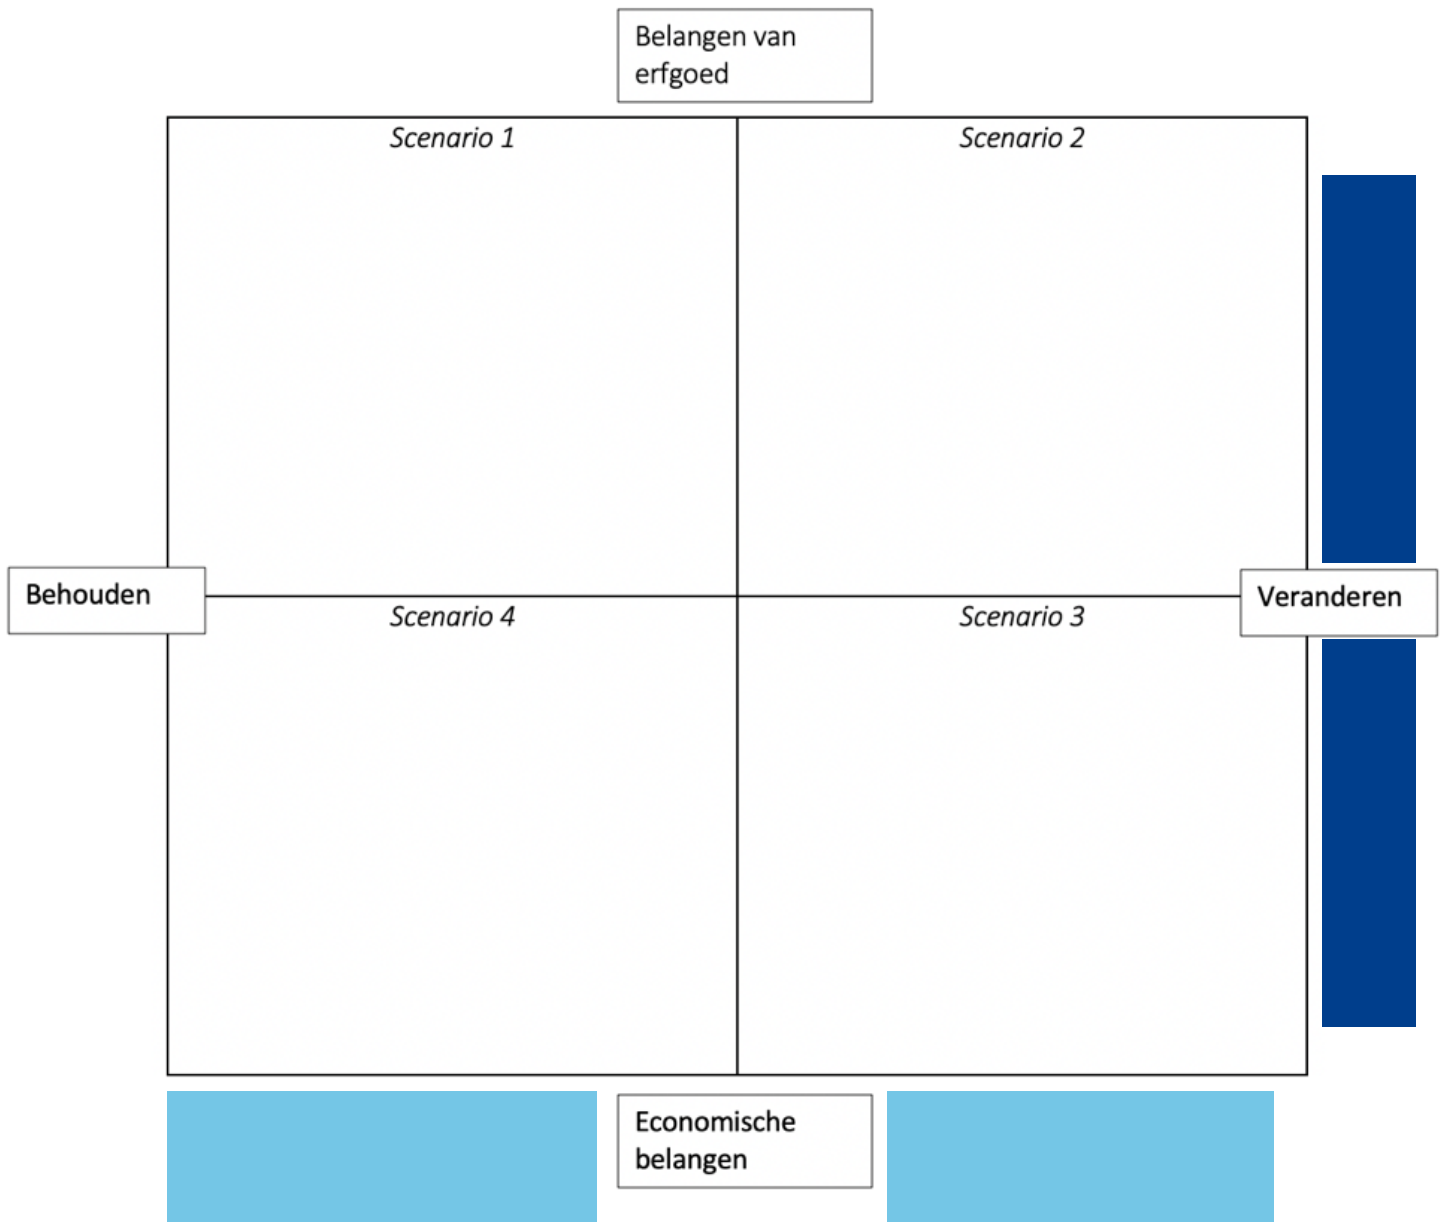 Belangen van
erfgoed
Scenario 1
Scenario 2
Behouden
Veranderen
Scenario 4
Scenario 3
Economische
belangen